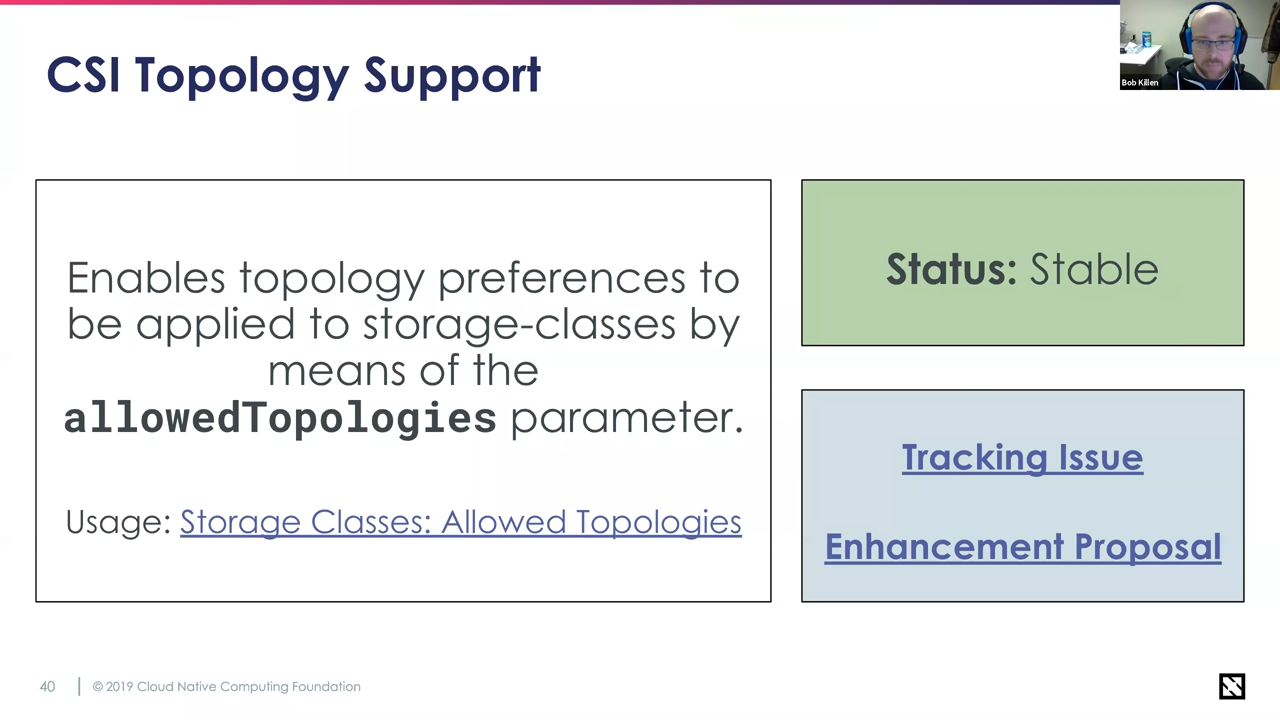 CSI Topology Support
Bob Killen
Enables topology preferences to
be applied to storage-classes by
means of the
allowedTopologies parameter.
Usage: Storage Classes: Allowed Topologies
Status: Stable
Tracking Issue
Enhancement Proposal
40
© 2019 Cloud Native Computing Foundation